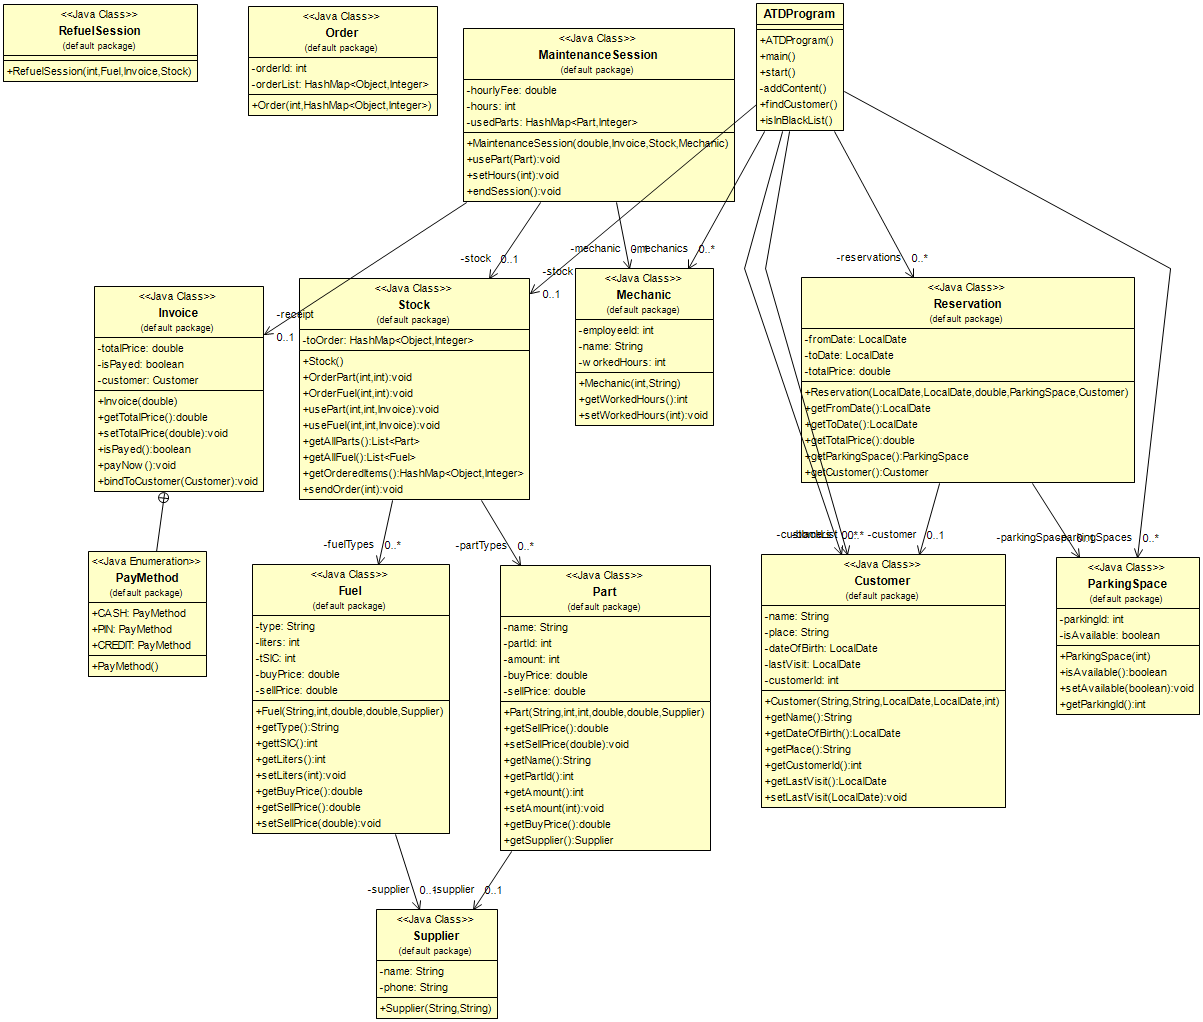 <<Java Class>>
RefuelSession
(default package)
+RefuelSession(int,Fuel,Invoice,Stock)
<<Java Class>>
Order
(default package)
-orderId: int
-orderList: HashMap<Object,Integer>
+Order(int,HashMap<Object,Integer>)
<<Java Class>>
MaintenanceSession
(default package)
-hourlyFee: double
-hours: int
-usedParts: HashMap<Part,Integer>
+MaintenanceSession(double,Invoice,Stock,Mechanic)
+usePart(Part):void
+setHours(int):void
+endSession():void
ATDProgram
+ATDProgram()
+main()
+start()
-addContent()
+findCustomer()
+isInBlackList()
-stock 0..1
-mechanic
-mechanics 0..*
-stock
0..1
-reservations 0..*
-receipt
0..1
<<Java Class>>
Invoice
(default package)
-totalPrice: double
-isPayed: boolean
-customer: Customer
+Invoice(double)
+getTotalPrice():double
+setTotalPrice(double):void
+isPayed():boolean
+payNow():void
+bindToCustomer(Customer):void
<<Java Class>>
Stock
(default package)
-toOrder: HashMap<Object,Integer>
+Stock()
+OrderPart(int,int):void
+OrderFuel(int,int):void
+usePart(int,int,Invoice):void
+useFuel(int,int,Invoice):void
+getAllParts():List<Part>
+getAllFuel():List<Fuel>
+getOrderedItems():HashMap<Object,Integer>
+sendOrder(int):void
<<Java Class>>
Mechanic
(default package)
-employeeId: int
-name: String
-workedHours: int
+Mechanic(int,String)
+getWorkedHours():int
+setWorkedHours(int):void
<<Java Class>>
Reservation
(default package)
-fromDate: LocalDate
-toDate: LocalDate
-totalPrice: double
+Reservation(LocalDate,LocalDate,double,ParkingSpace,Customer)
+getFromDate():LocalDate
+getToDate():LocalDate
+getTotalPrice():double
+getParkingSpace():ParkingSpace
+getCustomer():Customer
-fuelTypes 0..*
-partTypes 0..*
-customer 0..1
-parkingSpace
-parkingSpaces 0..*
<<Java Enumeration>>
PayMethod
(default package)
+CASH: PayMethod
+PIN: PayMethod
+CREDIT: PayMethod
+PayMethod()
<<Java Class>>
Fuel
(default package)
-type: String
-liters: int
-tSIC: int
-buyPrice: double
-sellPrice: double
+Fuel(String,int,double,double,Supplier)
+getType():String
+gettSIC():int
+getLiters():int
+setLiters(int):void
+getBuyPrice():double
+getSellPrice():double
+setSellPrice(double):void
<<Java Class>>
Part
(default package)
-name: String
-partId: int
-amount: int
-buyPrice: double
-sellPrice: double
+Part(String,int,int,double,double,Supplier)
+getSellPrice():double
+setSellPrice(double):void
+getName():String
+getPartId():int
+getAmount():int
+setAmount(int):void
+getBuyPrice():double
+getSupplier():Supplier
<<Java Class>>
Customer
(default package)
-name: String
-place: String
-dateOfBirth: LocalDate
-lastVisit: LocalDate
-customerId: int
+Customer(String,String,LocalDate,LocalDate,int)
+getName():String
+getDateOfBirth():LocalDate
+getPlace():String
+getCustomerId():int
+getLastVisit():LocalDate
+setLastVisit(LocalDate):void
<<Java Class>>
ParkingSpace
(default package)
-parkingId: int
-isAvailable: boolean
+ParkingSpace(int)
+isAvailable():boolean
+setAvailable(boolean):void
+getParkingId():int
-supplier 0..1
-supplier 0..1
<<Java Class>>
Supplier
(default package)
-name: String
-phone: String
+Supplier(String,String)